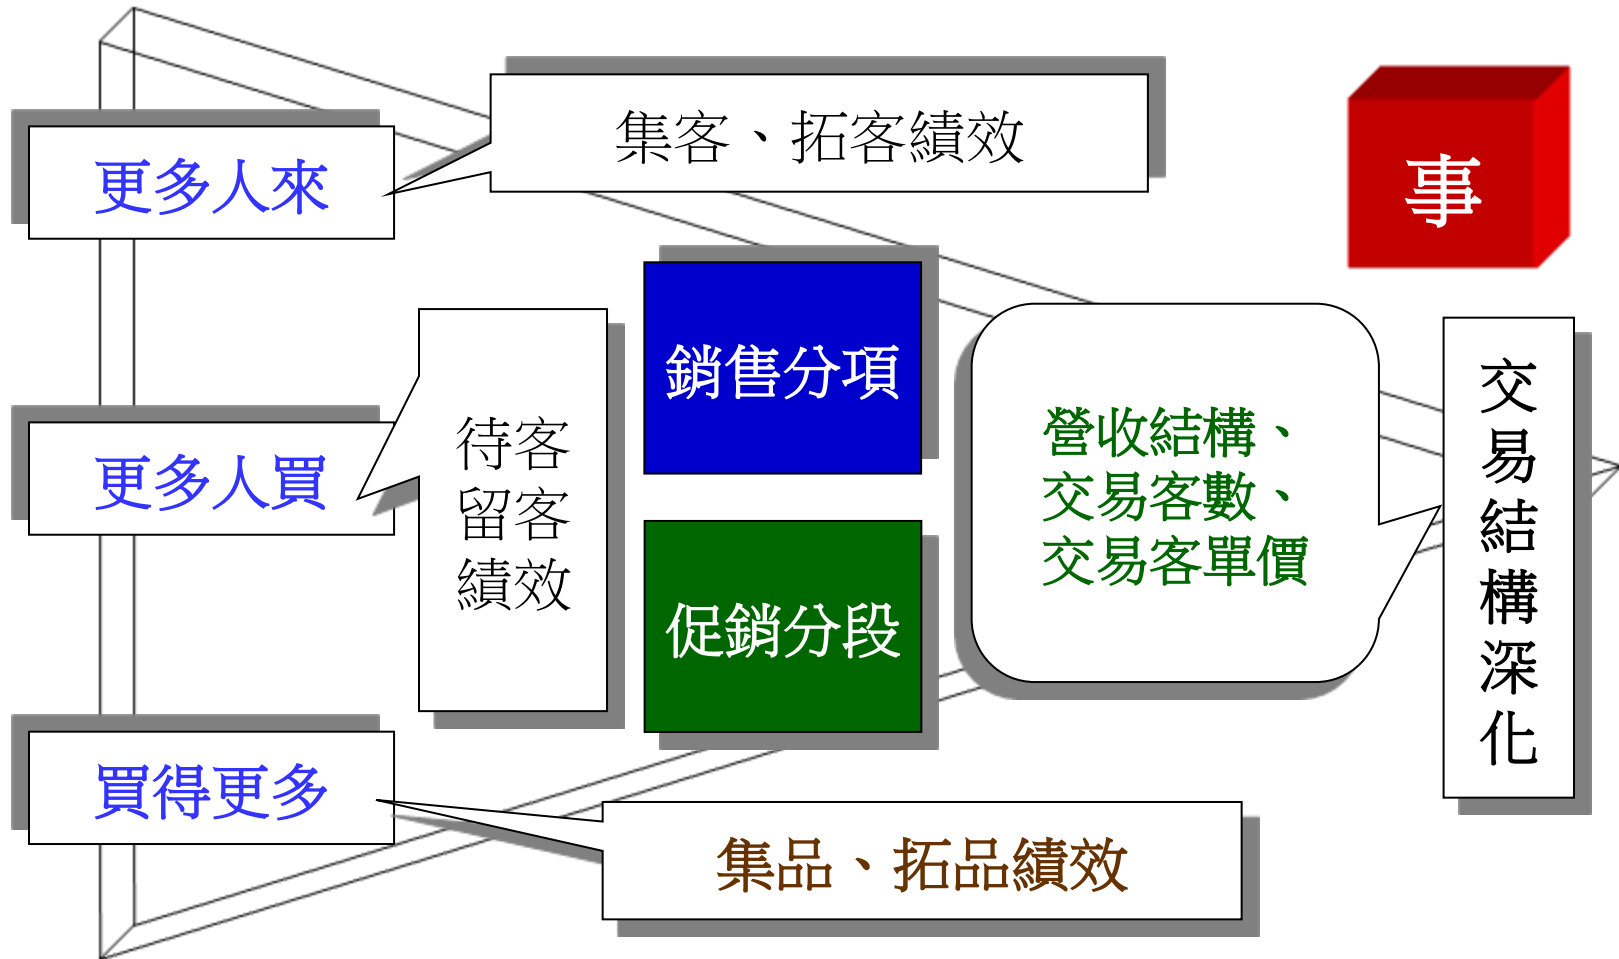 集客、拓客績效
事
更多人來
銷售分項
待客
留客
績效
更多人買
營收結構、
交易客數、
交易客單價
交易結構深化
促銷分段
買得更多
集品、拓品績效